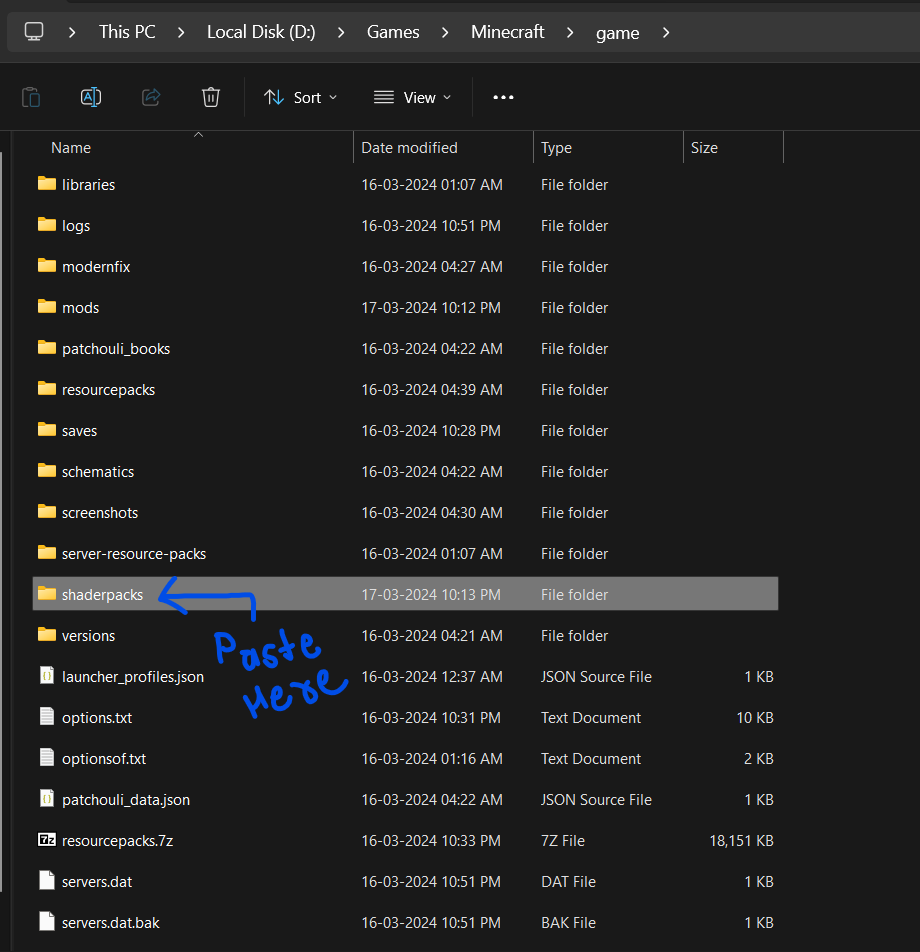 This PC > Local Disk (D:) > Games > Minecraft > game >
Sort View
Name Date modified Type Size
libraries 16-03-2024 01:07 AM File folder
logs 16-03-2024 10:51 PM File folder
modernfix 16-03-2024 04:27 AM File folder
mods 17-03-2024 10:12 PM File folder
patchouli_books 16-03-2024 04:22 AM File folder
resourcepacks 16-03-2024 04:39 AM File folder
saves 16-03-2024 10:28 PM File folder
schematics 16-03-2024 04:22 AM File folder
screenshots 16-03-2024 04:30 AM File folder
server-resource-packs 16-03-2024 01:07 AM File folder
shaderpacks 17-03-2024 10:13 PM File folder
versions 16-03-2024 04:21 AM File folder
Paste
Here
launcher_profiles.json 16-03-2024 12:37 AM JSON Source File 1 KB
options.txt 16-03-2024 10:31 PM Text Document 10 KB
optionsof.txt 16-03-2024 01:16 AM Text Document 2 KB
patchouli_data.json 16-03-2024 04:22 AM JSON Source File 1 KB
resourcepacks.7z 16-03-2024 10:33 PM 7Z File 18,151 KB
servers.dat 16-03-2024 10:51 PM DAT File 1 KB
servers.dat.bak 16-03-2024 10:51 PM BAK File 1 KB